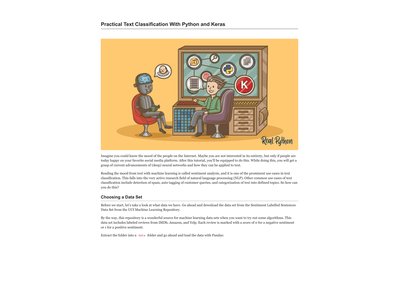 Practical Text Classification With Python and Keras
Real Python
Imagine you could know the mood of the people on the Internet. Maybe you are not interested in its entirety, but only if people are
today happy on your favorite social media platform. After this tutorial, you'll be equipped to do this. While doing this, you will get a
grasp of current advancements of (deep) neural networks and how they can be applied to text.
Reading the mood from text with machine learning is called sentiment analysis, and it is one of the prominent use cases in text
classification. This falls into the very active research field of natural language processing (NLP). Other common use cases of text
classification include detection of spam, auto tagging of customer queries, and categorization of text into defined topics. So how can
you do this?
Choosing a Data Set
Before we start, let's take a look at what data we have. Go ahead and download the data set from the Sentiment Labelled Sentences
Data Set from the UCI Machine Learning Repository.
By the way, this repository is a wonderful source for machine learning data sets when you want to try out some algorithms. This
data set includes labeled reviews from IMDb, Amazon, and Yelp. Each review is marked with a score of 0 for a negative sentiment
or 1 for a positive sentiment.
Extract the folder into a data folder and go ahead and load the data with Pandas: